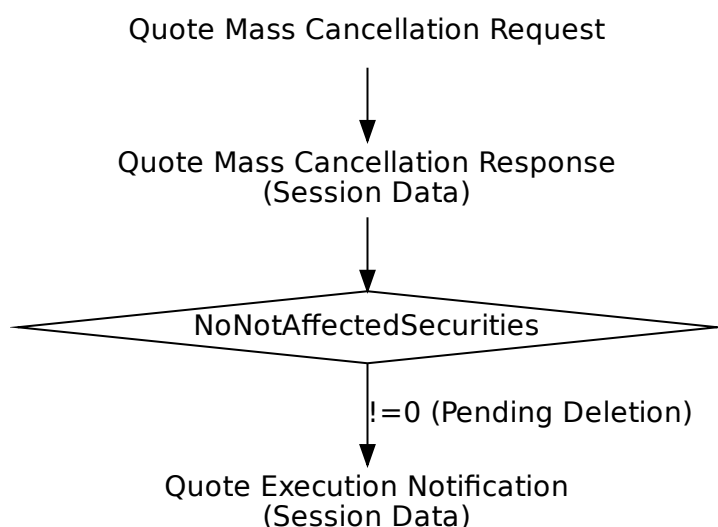 Quote Mass Cancellation Request
Quote Mass Cancellation Response
(Session Data)
NoNotAffectedSecurities
!=0 (Pending Deletion)
Quote Execution Notification
(Session Data)